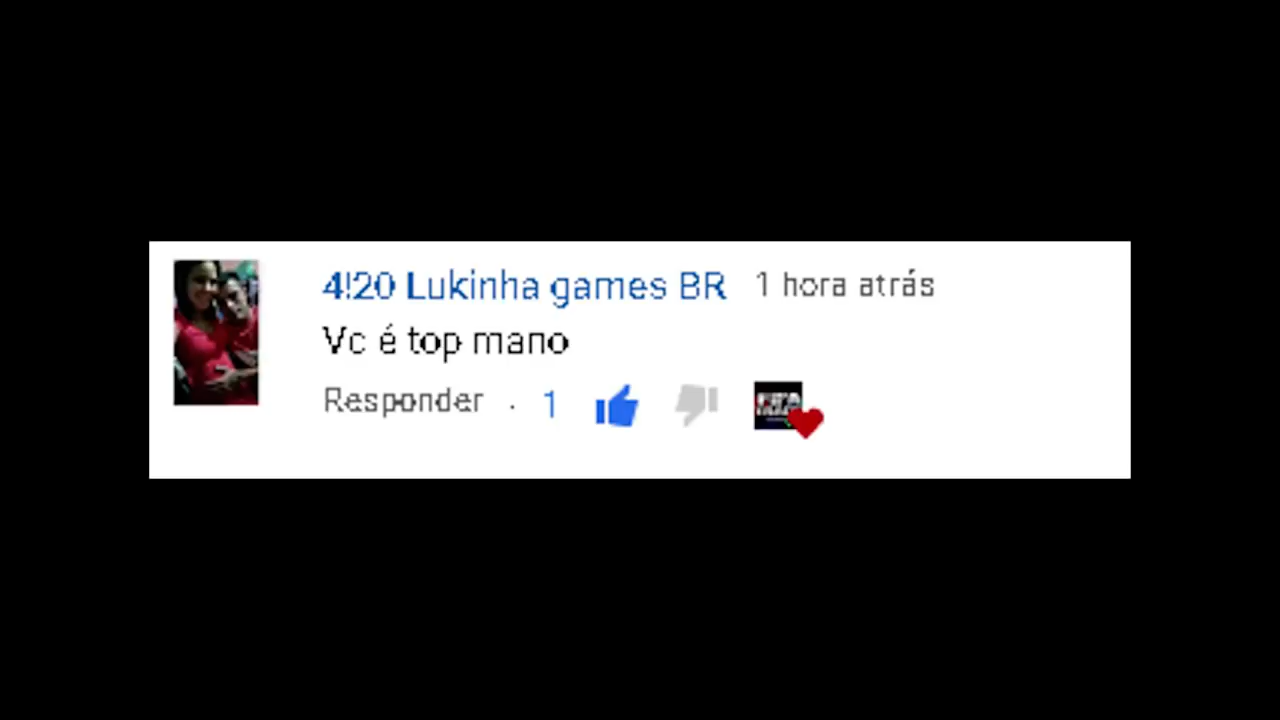 4!20 Lukinha games BR 1 hora atrás
Vc é top mano
Responder · 1